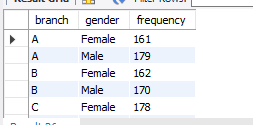 Result Grid Filter Rows:
branch gender frequency
A Female 161
A Male 179
B Female 162
B Male 170
C Female 178